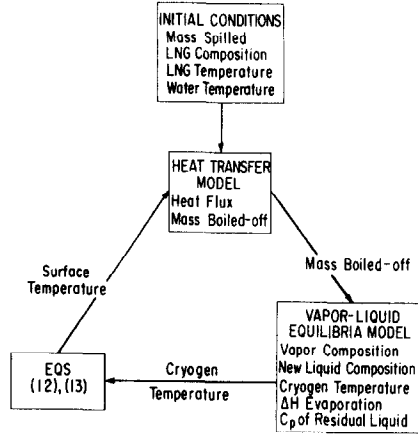 INITIAL CONDITIONS
Mass Spilled
LNG Composition
LNG Temperature
Water Temperature
HEAT TRANSFER
MODEL
Heat Flux
Mass Boiled-off
Surface
Temperature
Mass Boiled-off
VAPOR-LIQUID
EQUILIBRIA MODEL
Vapor Composition
New Liquid Composition
Cryogen Temperature
ΔH Evaporation
Cp of Residual Liquid
Cryogen
Temperature
EQS
(12), (13)